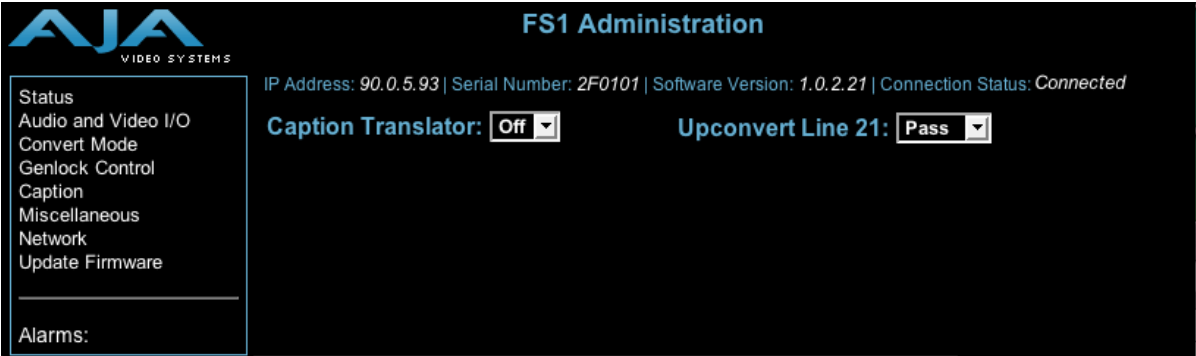 AJA
VIDEO SYSTEMS
FS1 Administration
IP Address: 90.0.5.93 | Serial Number: 2F0101 | Software Version: 1.0.2.21 | Connection Status: Connected
Caption Translator: Off
Upconvert Line 21: Pass
Status
Audio and Video I/O
Convert Mode
Genlock Control
Caption
Miscellaneous
Network
Update Firmware
Alarms: